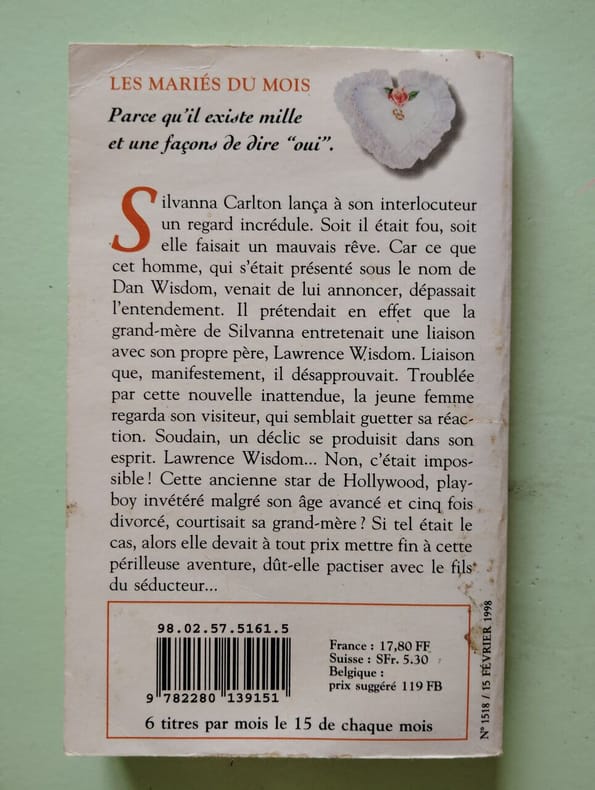 LES MARIÉS DU MOIS
Parce qu'il existe mille
et une façons de dire "oui".
Silvanna Carlton lança à son interlocuteur
un regard incrédule. Soit il était fou, soit
elle faisait un mauvais rêve. Car ce que
cet homme, qui s'était présenté sous le nom de
Dan Wisdom, venait de lui annoncer, dépassait
l'entendement. Il prétendait en effet que la
grand-mère de Silvanna entretenait une liaison
avec son propre père, Lawrence Wisdom. Liaison
que, manifestement, il désapprouvait. Troublée
par cette nouvelle inattendue, la jeune femme
regarda son visiteur, qui semblait guetter sa réac-
tion. Soudain, un déclic se produisit dans son
esprit. Lawrence Wisdom... Non, c'était impos-
sible ! Cette ancienne star de Hollywood, play-
boy invétéré malgré son âge avancé et cinq fois
divorcé, courtisait sa grand-mère ? Si tel était le
cas, alors elle devait à tout prix mettre fin à cette
périlleuse aventure, dût-elle pactiser avec le fils
du séducteur...
98.02.57.5161.5
9 782280 139151
France : 17,80 FF
Suisse : SFr. 5.30
Belgique :
prix suggéré 119 FB
6 titres par mois le 15 de chaque mois
N° 1518 / 15 FÉVRIER 1998